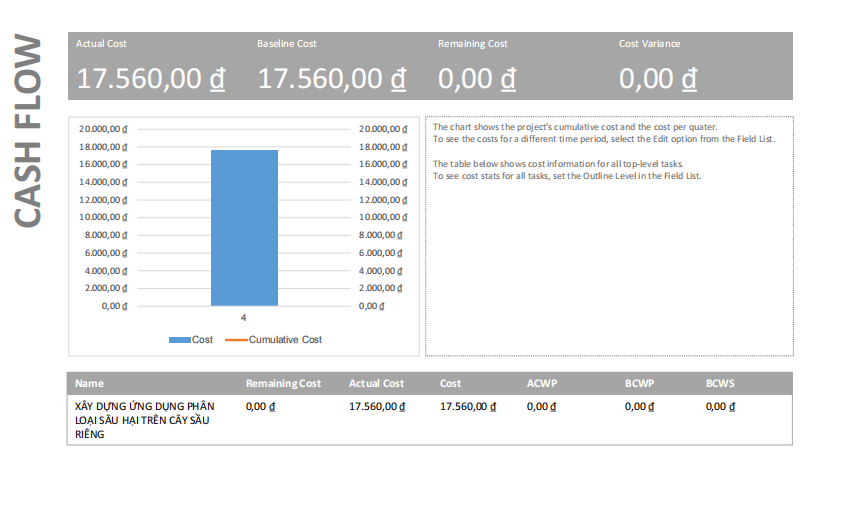 CASH FLOW
Actual Cost Baseline Cost Remaining Cost Cost Variance
17.560,00 ₫ 17.560,00 ₫ 0,00 ₫ 0,00 ₫
20.000,00 ₫ 20.000,00 ₫
18.000,00 ₫ 18.000,00 ₫
16.000,00 ₫ 16.000,00 ₫
14.000,00 ₫ 14.000,00 ₫
12.000,00 ₫ 12.000,00 ₫
10.000,00 ₫ 10.000,00 ₫
8.000,00 ₫ 8.000,00 ₫
6.000,00 ₫ 6.000,00 ₫
4.000,00 ₫ 4.000,00 ₫
2.000,00 ₫ 2.000,00 ₫
0,00 ₫ 0,00 ₫
4
Cost Cumulative Cost
The chart shows the project's cumulative cost and the cost per quater.
To see the costs for a different time period, select the Edit option from the Field List.
The table below shows cost information for all top-level tasks.
To see cost stats for all tasks, set the Outline Level in the Field List.
Name Remaining Cost Actual Cost Cost ACWP BCWP BCWS
XÂY DỰNG ỨNG DỤNG PHÂN 0,00 ₫ 17.560,00 ₫ 17.560,00 ₫ 0,00 ₫ 0,00 ₫ 0,00 ₫
LOẠI SÂU HẠI TRÊN CÂY SẦU
RIÊNG